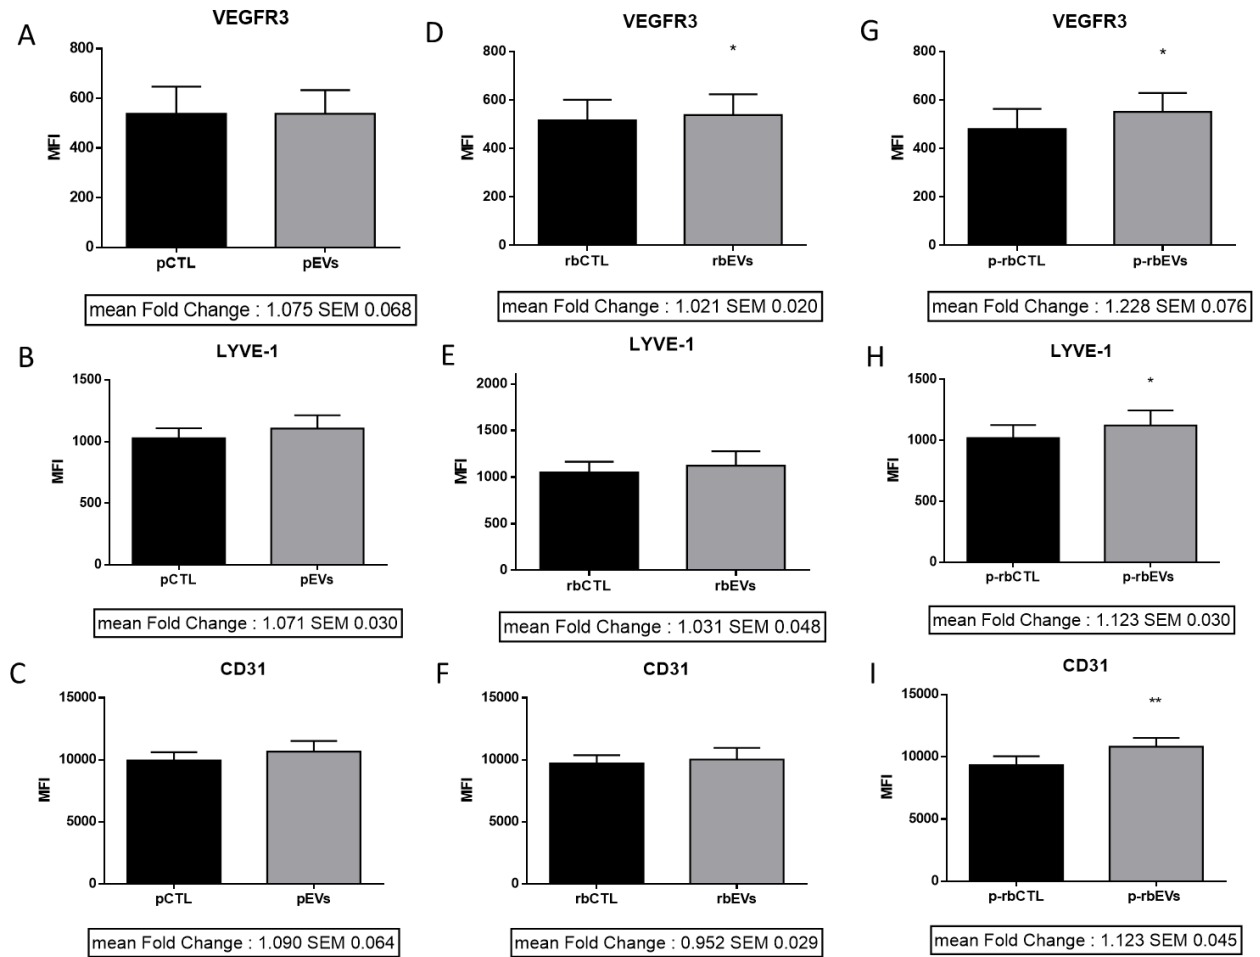 A
VEGFR3
800
600
400
200
0
MFI
pCTL
pEVs
mean Fold Change : 1.075 SEM 0.068
D
VEGFR3
*
800
600
400
200
0
MFI
rbCTL
rbEVs
mean Fold Change : 1.021 SEM 0.020
G
VEGFR3
*
800
600
400
200
0
MFI
p-rbCTL
p-rbEVs
mean Fold Change : 1.228 SEM 0.076
B
LYVE-1
1500
1000
500
0
MFI
pCTL
pEVs
mean Fold Change : 1.071 SEM 0.030
E
LYVE-1
2000
1500
1000
500
0
MFI
rbCTL
rbEVs
mean Fold Change : 1.031 SEM 0.048
H
LYVE-1
*
1500
1000
500
0
MFI
p-rbCTL
p-rbEVs
mean Fold Change : 1.123 SEM 0.030
C
CD31
15000
10000
5000
0
MFI
pCTL
pEVs
mean Fold Change : 1.090 SEM 0.064
F
CD31
15000
10000
5000
0
MFI
rbCTL
rbEVs
mean Fold Change : 0.952 SEM 0.029
I
CD31
**
15000
10000
5000
0
MFI
p-rbCTL
p-rbEVs
mean Fold Change : 1.123 SEM 0.045